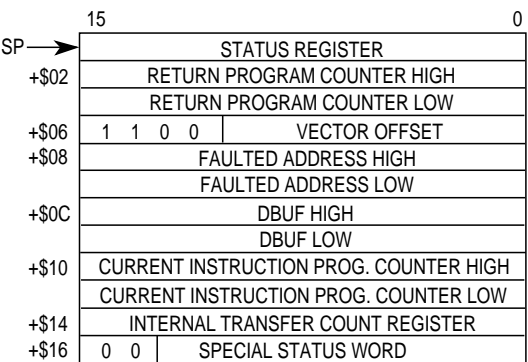 15 0
SP STATUS REGISTER
+$02 RETURN PROGRAM COUNTER HIGH
RETURN PROGRAM COUNTER LOW
+$06 1 1 0 0 VECTOR OFFSET
+$08 FAULTED ADDRESS HIGH
FAULTED ADDRESS LOW
+$0C DBUF HIGH
DBUF LOW
+$10 CURRENT INSTRUCTION PROG. COUNTER HIGH
CURRENT INSTRUCTION PROG. COUNTER LOW
+$14 INTERNAL TRANSFER COUNT REGISTER
+$16 0 0 SPECIAL STATUS WORD